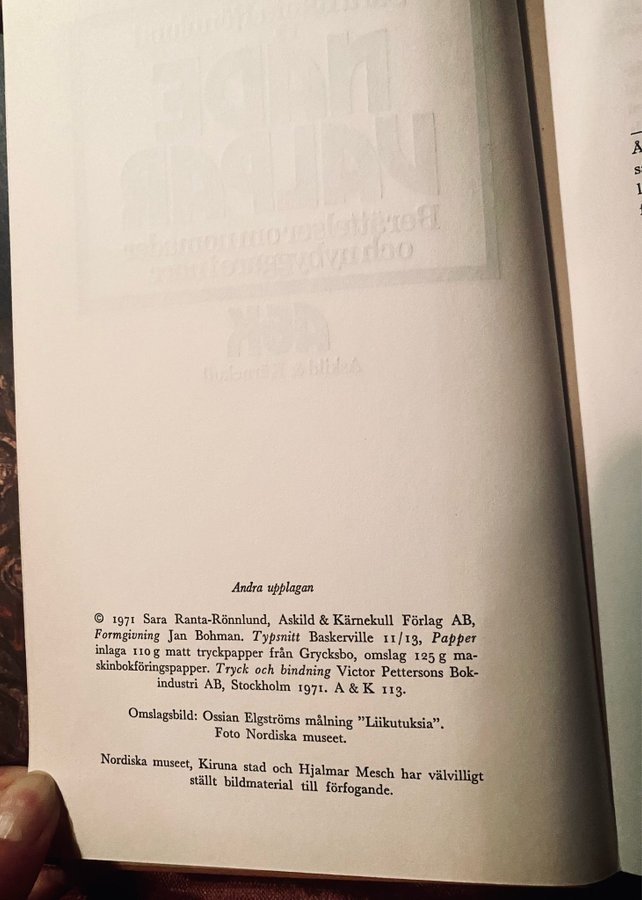 Andra upplagan
© 1971 Sara Ranta-Rönnlund, Askild & Kärnekull Förlag AB,
Formgivning Jan Bohman. Typsnitt Baskerville 11/13, Papper
inlaga 110 g matt tryckpapper från Grycksbo, omslag 125 g ma-
skinbokföringspapper. Tryck och bindning Victor Pettersons Bok-
industri AB, Stockholm 1971. A & K 113.
Omslagsbild: Ossian Elgströms målning ”Liikutuksia”.
Foto Nordiska museet.
Nordiska museet, Kiruna stad och Hjalmar Mesch har välvilligt
ställt bildmaterial till förfogande.